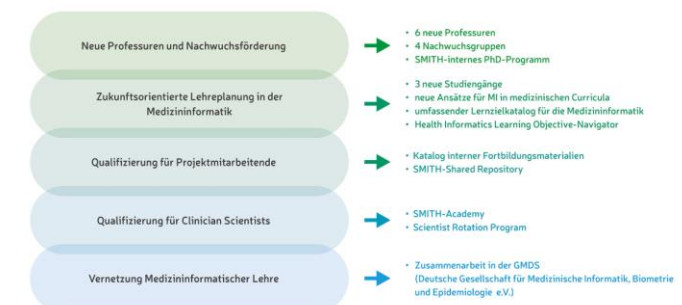 Neue Professuren und Nachwuchsförderung
• 6 neue Professuren
• 4 Nachwuchsgruppen
• SMITH-internes PhD-Programm
Zukunftsorientierte Lehreplanung in der
Medizininformatik
• 3 neue Studiengänge
• neue Ansätze für MI in medizinischen Curricula
• umfassender Lernzielkatalog für die Medizininformatik
• Health Informatics Learning Objective-Navigator
Qualifizierung für Projektmitarbeitende
• Katalog interner Fortbildungsmaterialien
• SMITH-Shared Repository
Qualifizierung für Clinician Scientists
• SMITH-Academy
• Scientist Rotation Program
Vernetzung Medizininformatischer Lehre
• Zusammenarbeit in der GMDS
(Deutsche Gesellschaft für Medizinische Informatik, Biometrie
und Epidemiologie e.V.)